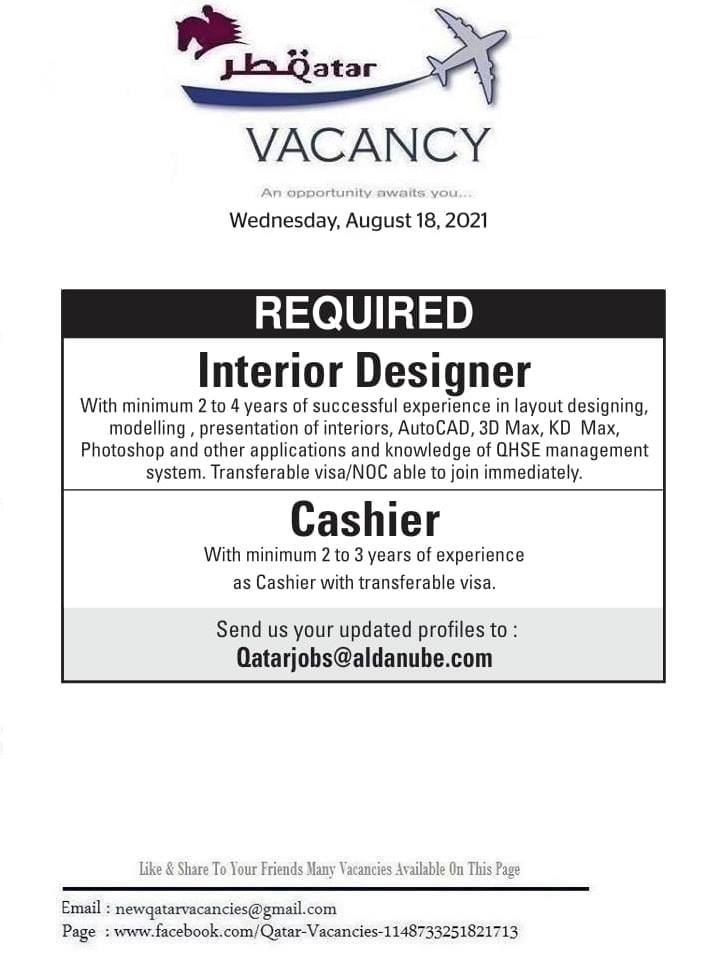 قطر Qatar
VACANCY
An opportunity awaits you...
Wednesday, August 18, 2021
REQUIRED
Interior Designer
With minimum 2 to 4 years of successful experience in layout designing,
modelling , presentation of interiors, AutoCAD, 3D Max, KD Max,
Photoshop and other applications and knowledge of QHSE management
system. Transferable visa/NOC able to join immediately.
Cashier
With minimum 2 to 3 years of experience
as Cashier with transferable visa.
Send us your updated profiles to :
Qatarjobs@aldanube.com
Like & Share To Your Friends Many Vacancies Available On This Page
Email : newqatarvacancies@gmail.com
Page : www.facebook.com/Qatar-Vacancies-1148733251821713